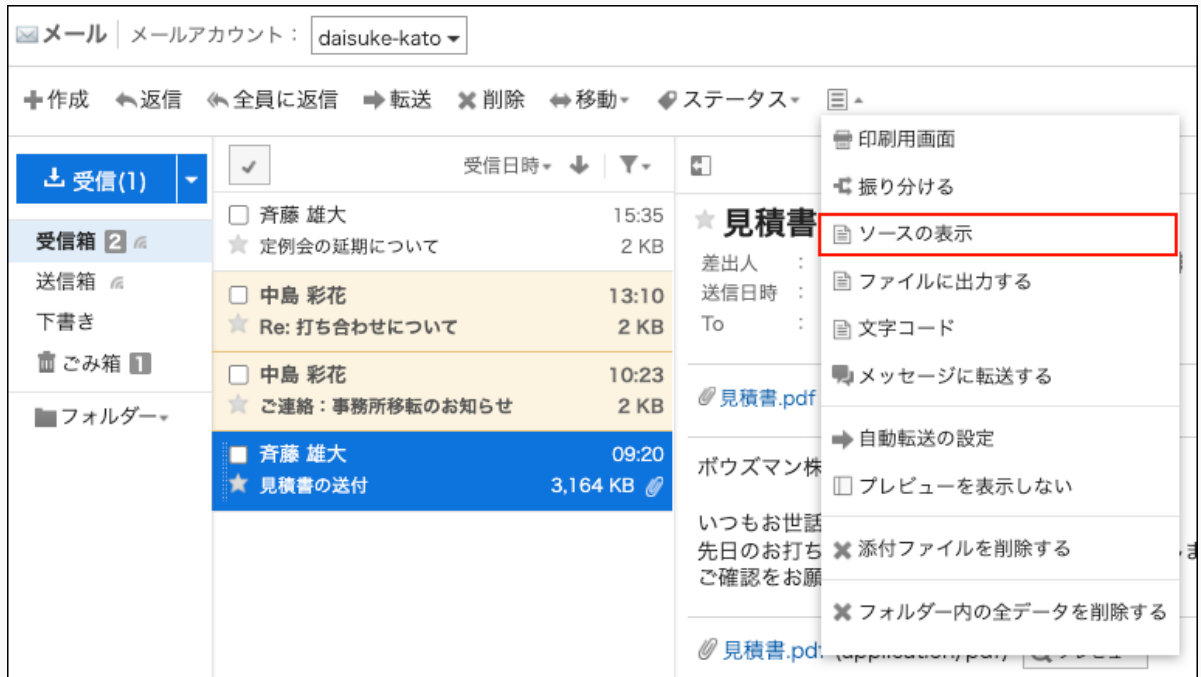 メール メールアカウント： daisuke-kato
作成 返信 全員に返信 転送 削除 移動 ステータス
受信(1)
受信箱 2
送信箱
下書き
ごみ箱 1
フォルダー
受信日時
斉藤 雄大 15:35
定例会の延期について 2 KB
中島 彩花 13:10
Re: 打ち合わせについて 2 KB
中島 彩花 10:23
ご連絡：事務所移転のお知らせ 2 KB
斉藤 雄大 09:20
見積書の送付 3,164 KB
見積書
差出人 ：
送信日時 ：
To ：
見積書.pdf
ボウズマン株
いつもお世話
先日のお打ち
ご確認をお願
見積書.pdf (application/pdf) プレビュー
印刷用画面
振り分ける
ソースの表示
ファイルに出力する
文字コード
メッセージに転送する
自動転送の設定
プレビューを表示しない
添付ファイルを削除する
フォルダー内の全データを削除する